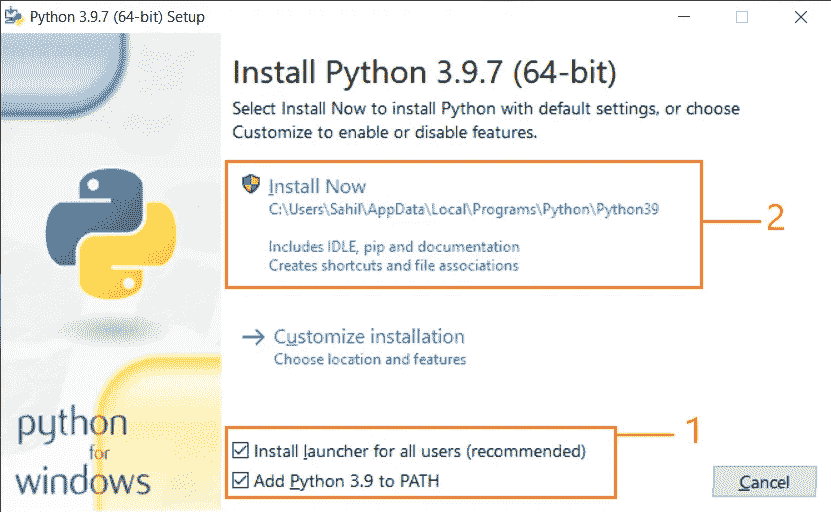 Python 3.9.7 (64-bit) Setup
Install Python 3.9.7 (64-bit)
Select Install Now to install Python with default settings, or choose
Customize to enable or disable features.
Install Now
C:\Users\Sahil\AppData\Local\Programs\Python\Python39
Includes IDLE, pip and documentation
Creates shortcuts and file associations
2
Customize installation
Choose location and features
python
for
windows
1
Install launcher for all users (recommended)
Add Python 3.9 to PATH
Cancel